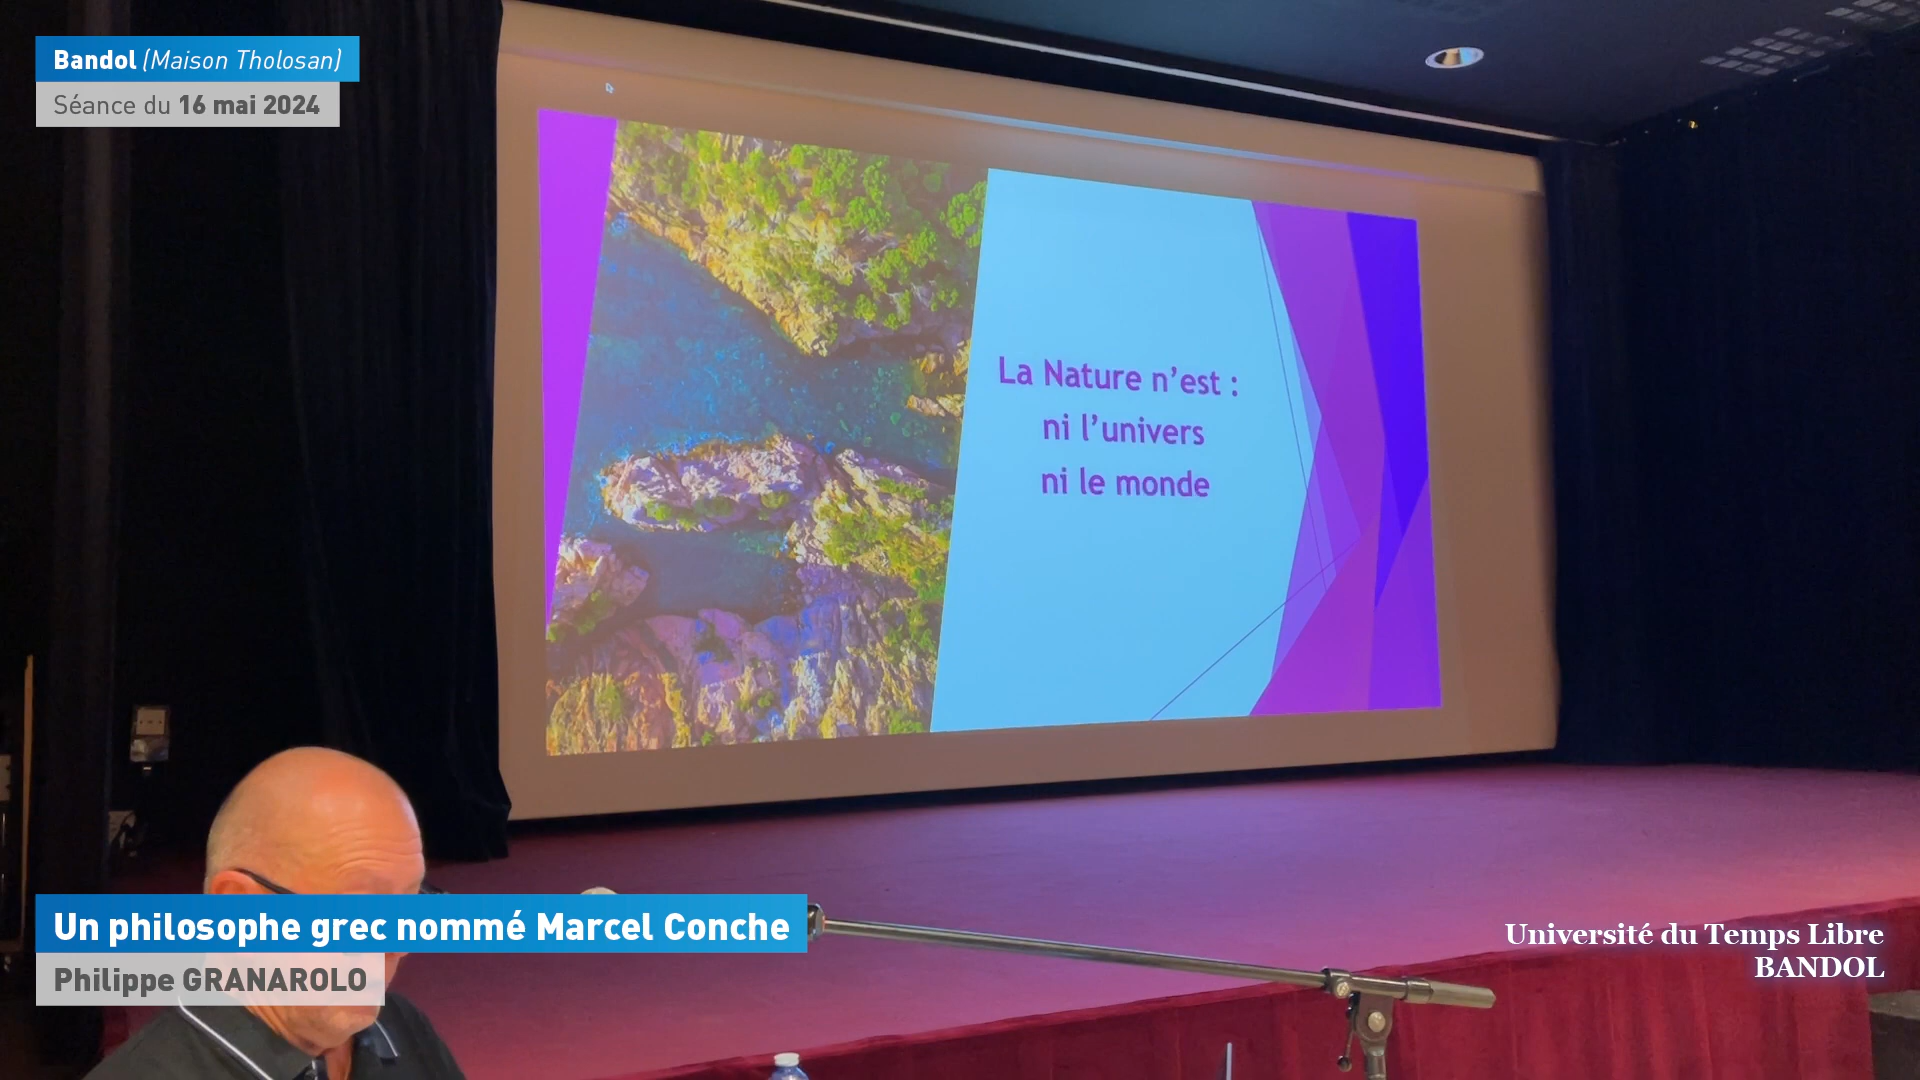 Bandol (Maison Tholosan)
Séance du 16 mai 2024
La Nature n'est :
ni l'univers
ni le monde
Un philosophe grec nommé Marcel Conche
Philippe GRANAROLO
Université du Temps Libre
BANDOL